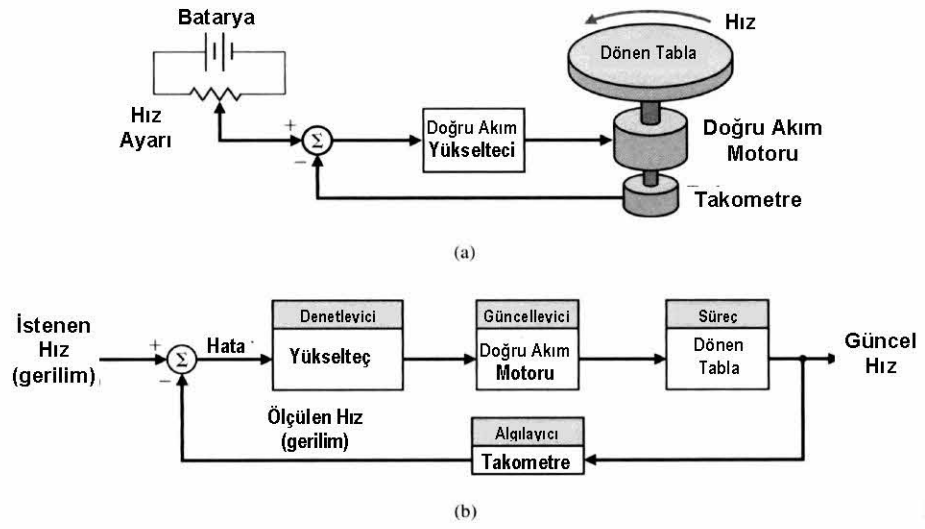 Batarya
Hız
Dönen Tabla
Hız
Ayarı
+
Σ
−
Doğru Akım
Yükselteci
Doğru Akım
Motoru
Takometre
(a)
İstenen
Hız
(gerilim)
+
Σ
−
Hata
Denetleyici
Yükselteç
Güncelleyici
Doğru Akım
Motoru
Süreç
Dönen
Tabla
Güncel
Hız
Ölçülen Hız
(gerilim)
Algılayıcı
Takometre
(b)